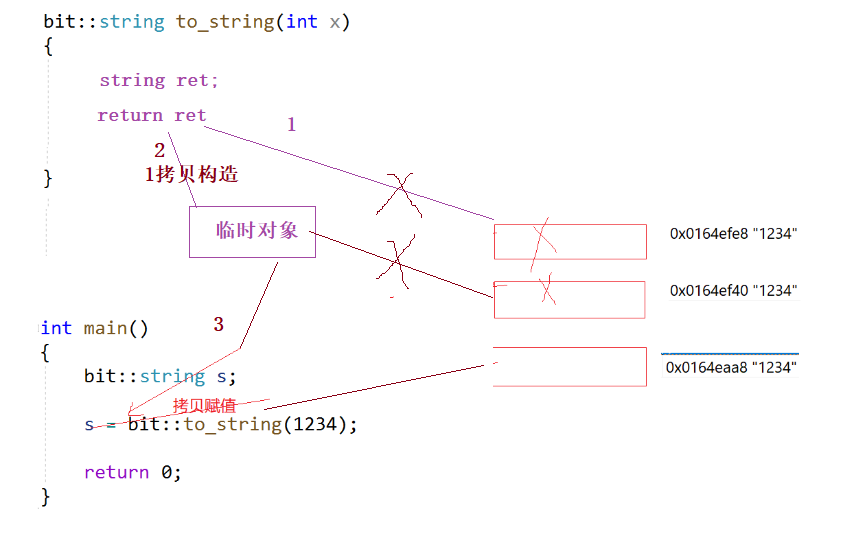 bit::string to_string(int x)
{
string ret;
return ret
1
2
1拷贝构造
}
临时对象
0x0164efe8 "1234"
0x0164ef40 "1234"
3
int main()
{
0x0164eaa8 "1234"
bit::string s;
拷贝赋值
s = bit::to_string(1234);
return 0;
}